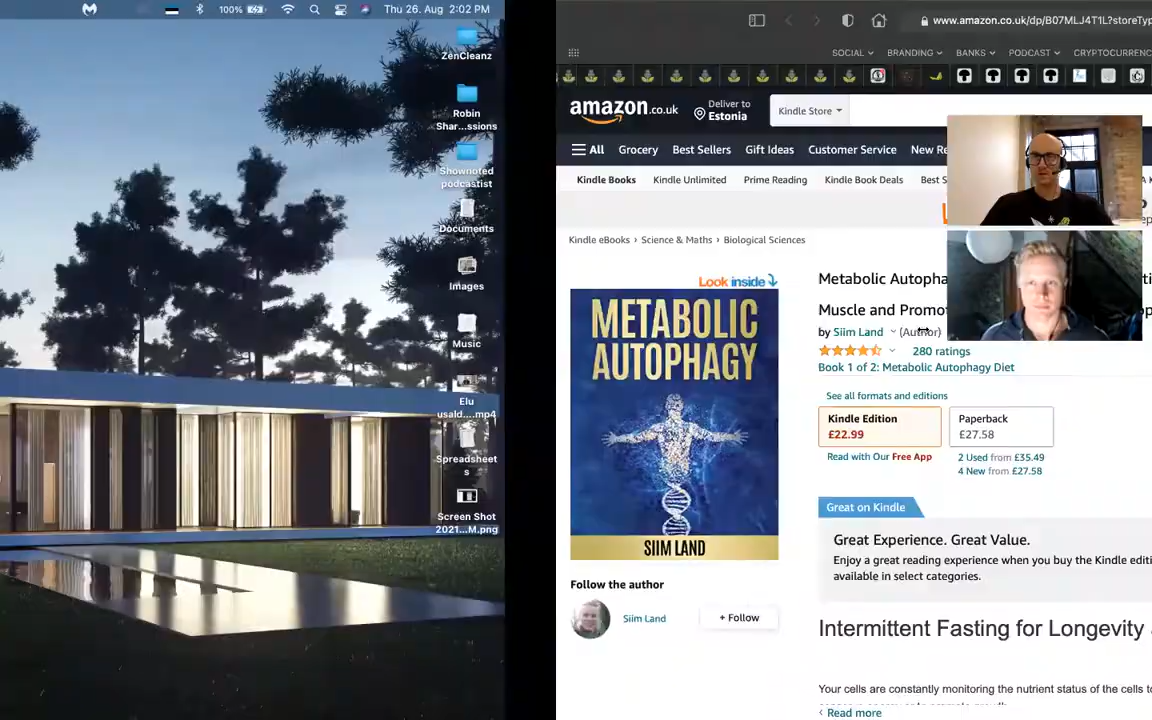 100%
Thu 26. Aug 2:02 PM
ZenCleanz
Robin
Shar...ssions
Shownoted
podcastist
Documents
Images
Music
Elu
usald....mp4
Spreadsheet
s
Screen Shot
2021...M.png
www.amazon.co.uk/dp/B07MLJ4T1L?storeTyp
SOCIAL
BRANDING
BANKS
PODCAST
CRYPTOCURRENC
amazon.co.uk
Deliver to
Estonia
Kindle Store
All
Grocery
Best Sellers
Gift Ideas
Customer Service
New Re
Kindle Books
Kindle Unlimited
Prime Reading
Kindle Book Deals
Best S
Kindle eBooks › Science & Maths › Biological Sciences
Look inside
METABOLIC
AUTOPHAGY
SIIM LAND
Follow the author
Siim Land
+ Follow
Metabolic Autopha
Muscle and Promot
by Siim Land (Author)
280 ratings
Book 1 of 2: Metabolic Autophagy Diet
See all formats and editions
Kindle Edition
£22.99
Paperback
£27.58
Read with Our Free App
2 Used from £35.49
4 New from £27.58
Great on Kindle
Great Experience. Great Value.
Enjoy a great reading experience when you buy the Kindle editi
available in select categories.
Intermittent Fasting for Longevity
Your cells are constantly monitoring the nutrient status of the cells to
Read more